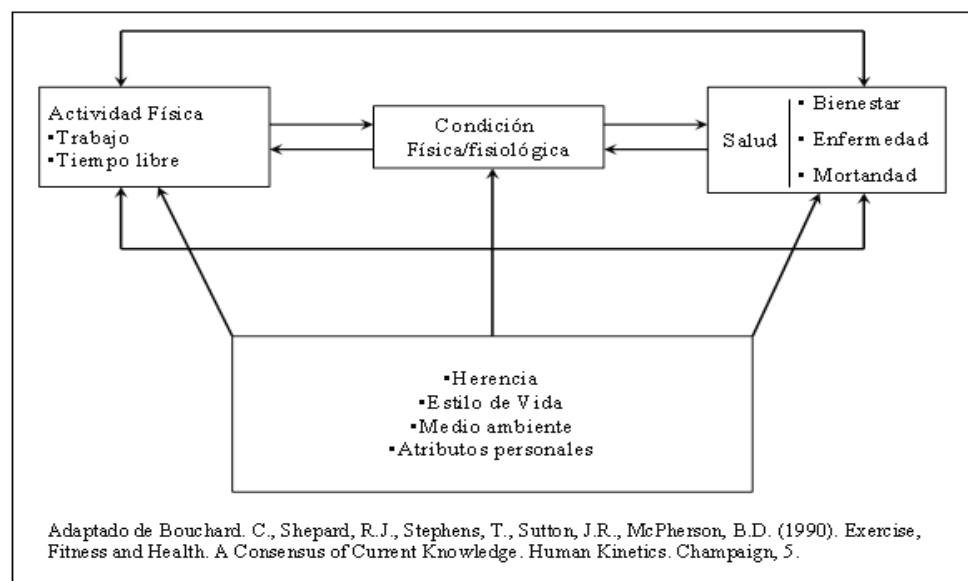 Actividad Física
▪Trabajo
▪Tiempo libre
Condición
Física/fisiológica
Salud
▪ Bienestar
▪ Enfermedad
▪ Mortandad
▪Herencia
▪Estilo de Vida
▪Medio ambiente
▪Atributos personales
Adaptado de Bouchard. C., Shepard, R.J., Stephens, T., Sutton, J.R., McPherson, B.D. (1990). Exercise,
Fitness and Health. A Consensus of Current Knowledge. Human Kinetics. Champaign, 5.